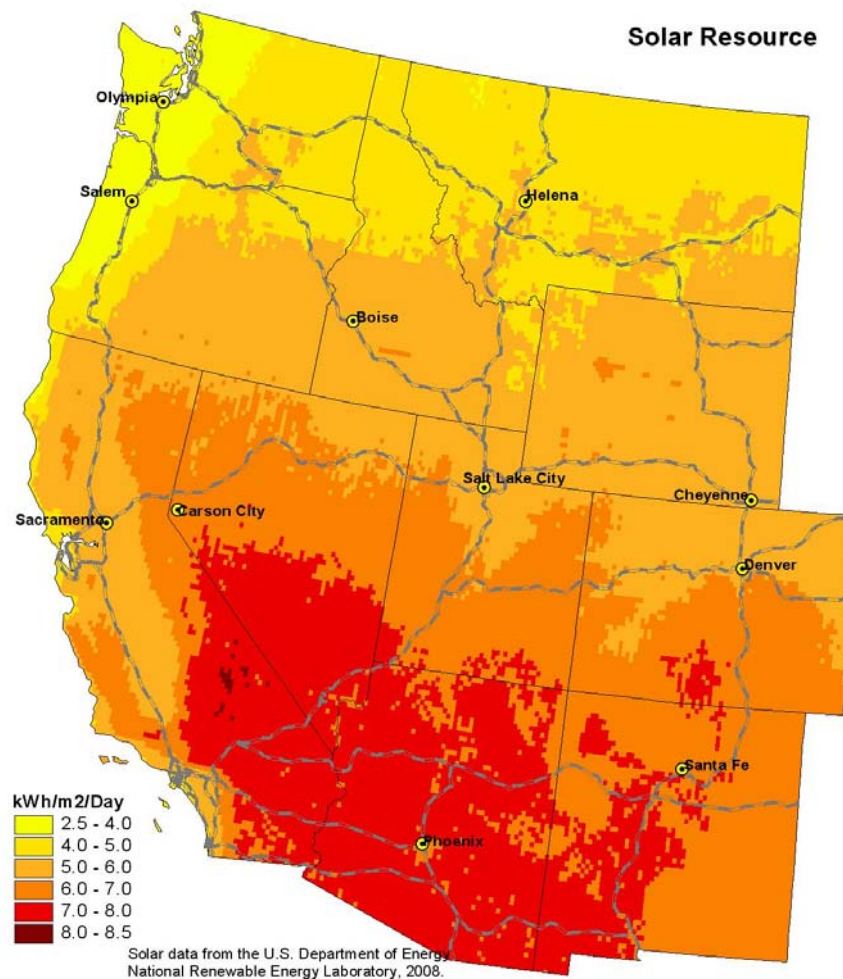 Solar Resource
Olympia
Salem
Helena
Boise
Salt Lake City
Cheyenne
Carson City
Sacramento
Denver
Santa Fe
Phoenix
kWh/m2/Day
2.5 - 4.0
4.0 - 5.0
5.0 - 6.0
6.0 - 7.0
7.0 - 8.0
8.0 - 8.5
Solar data from the U.S. Department of Energy
National Renewable Energy Laboratory, 2008.